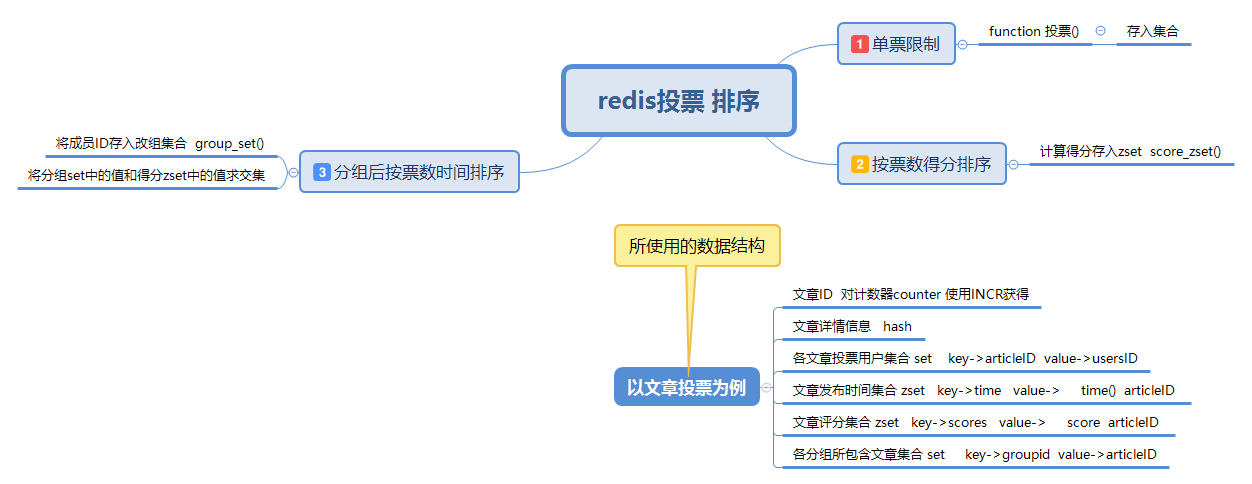 redis投票 排序
1 单票限制
function 投票()
存入集合
2 按票数得分排序
计算得分存入zset score_zset()
3 分组后按票数时间排序
将成员ID存入改组集合 group_set()
将分组set中的值和得分zset中的值求交集
所使用的数据结构
以文章投票为例
文章ID 对计数器counter 使用INCR获得
文章详情信息 hash
各文章投票用户集合 set key->articleID value->usersID
文章发布时间集合 zset key->time value-> time() articleID
文章评分集合 zset key->scores value-> score articleID
各分组所包含文章集合 set key->groupid value->articleID